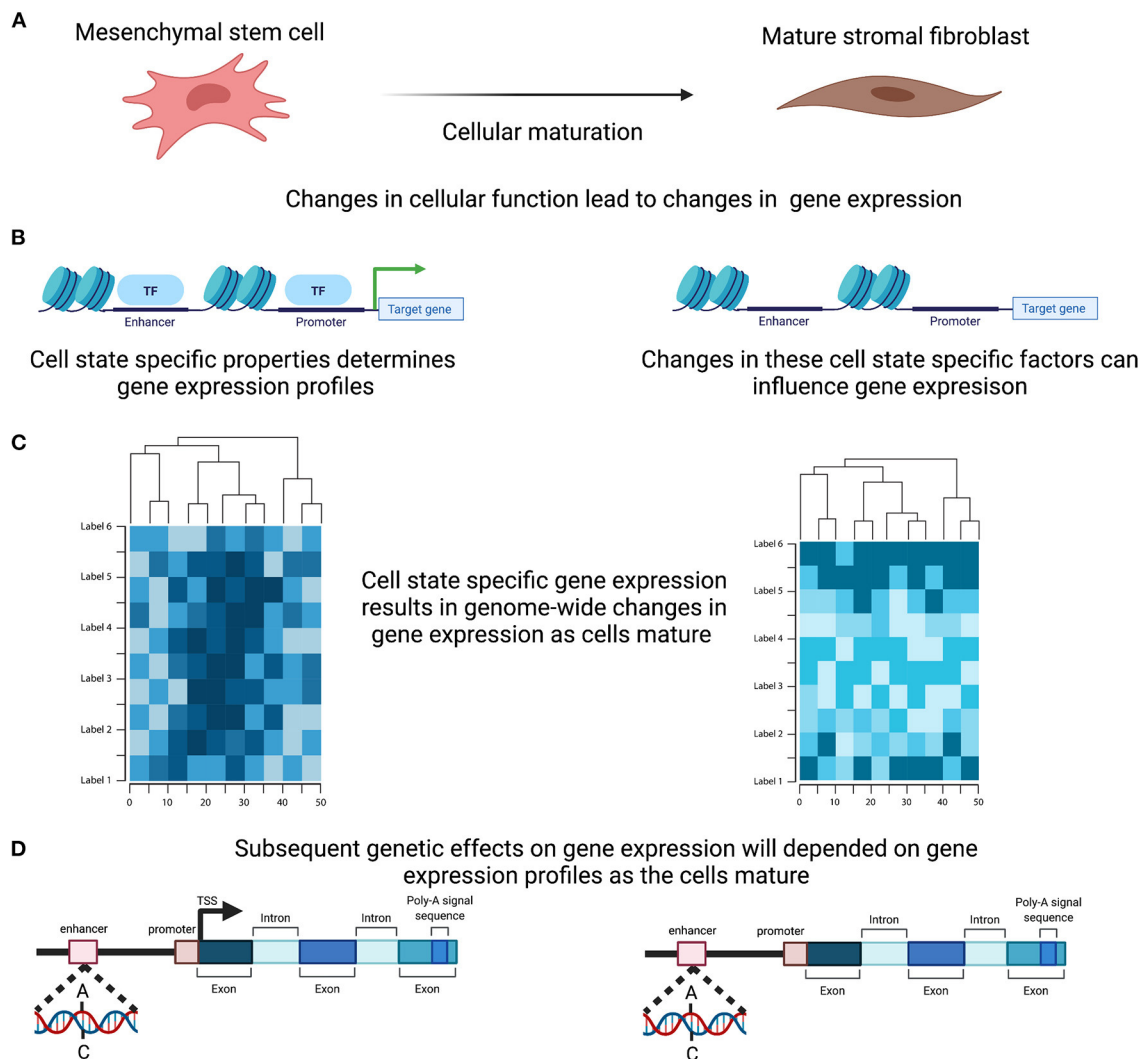 A
Mesenchymal stem cell
Mature stromal fibroblast
Cellular maturation
Changes in cellular function lead to changes in  gene expression
B
TF
TF
Enhancer
Promoter
Target gene
Enhancer
Promoter
Target gene
Cell state specific properties determines
gene expression profiles
Changes in these cell state specific factors can
influence gene expresison
C
Label 6
Label 5
Label 4
Label 3
Label 2
Label 1
0
10
20
30
40
50
Cell state specific gene expression
results in genome-wide changes in
gene expression as cells mature
Label 6
Label 5
Label 4
Label 3
Label 2
Label 1
0
10
20
30
40
50
D
Subsequent genetic effects on gene expression will depended on gene
expression profiles as the cells mature
TSS
enhancer
promoter
Intron
Intron
Poly-A signal
sequence
Exon
Exon
Exon
A
C
enhancer
promoter
Intron
Intron
Poly-A signal
sequence
Exon
Exon
Exon
A
C